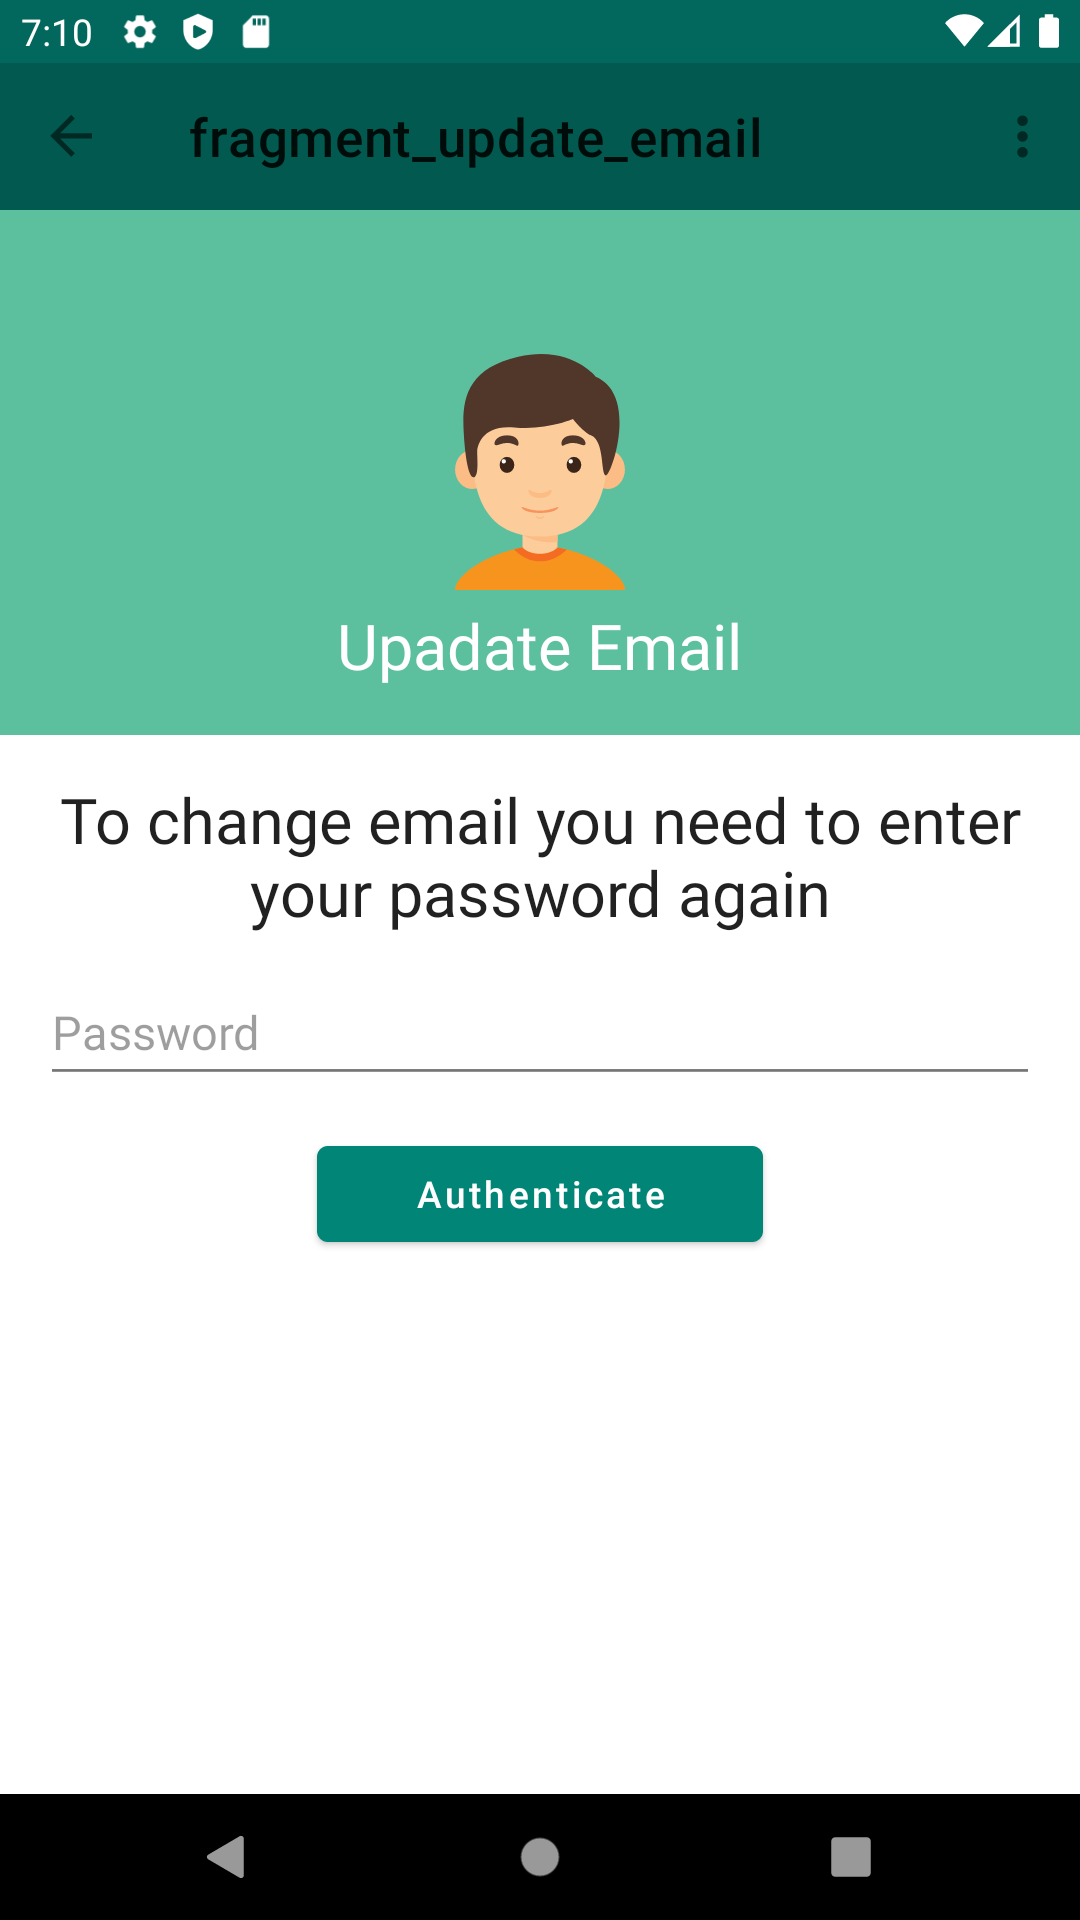 7:10
fragment_update_email
Upadate Email
To change email you need to enter
your password again
Password
Authenticate